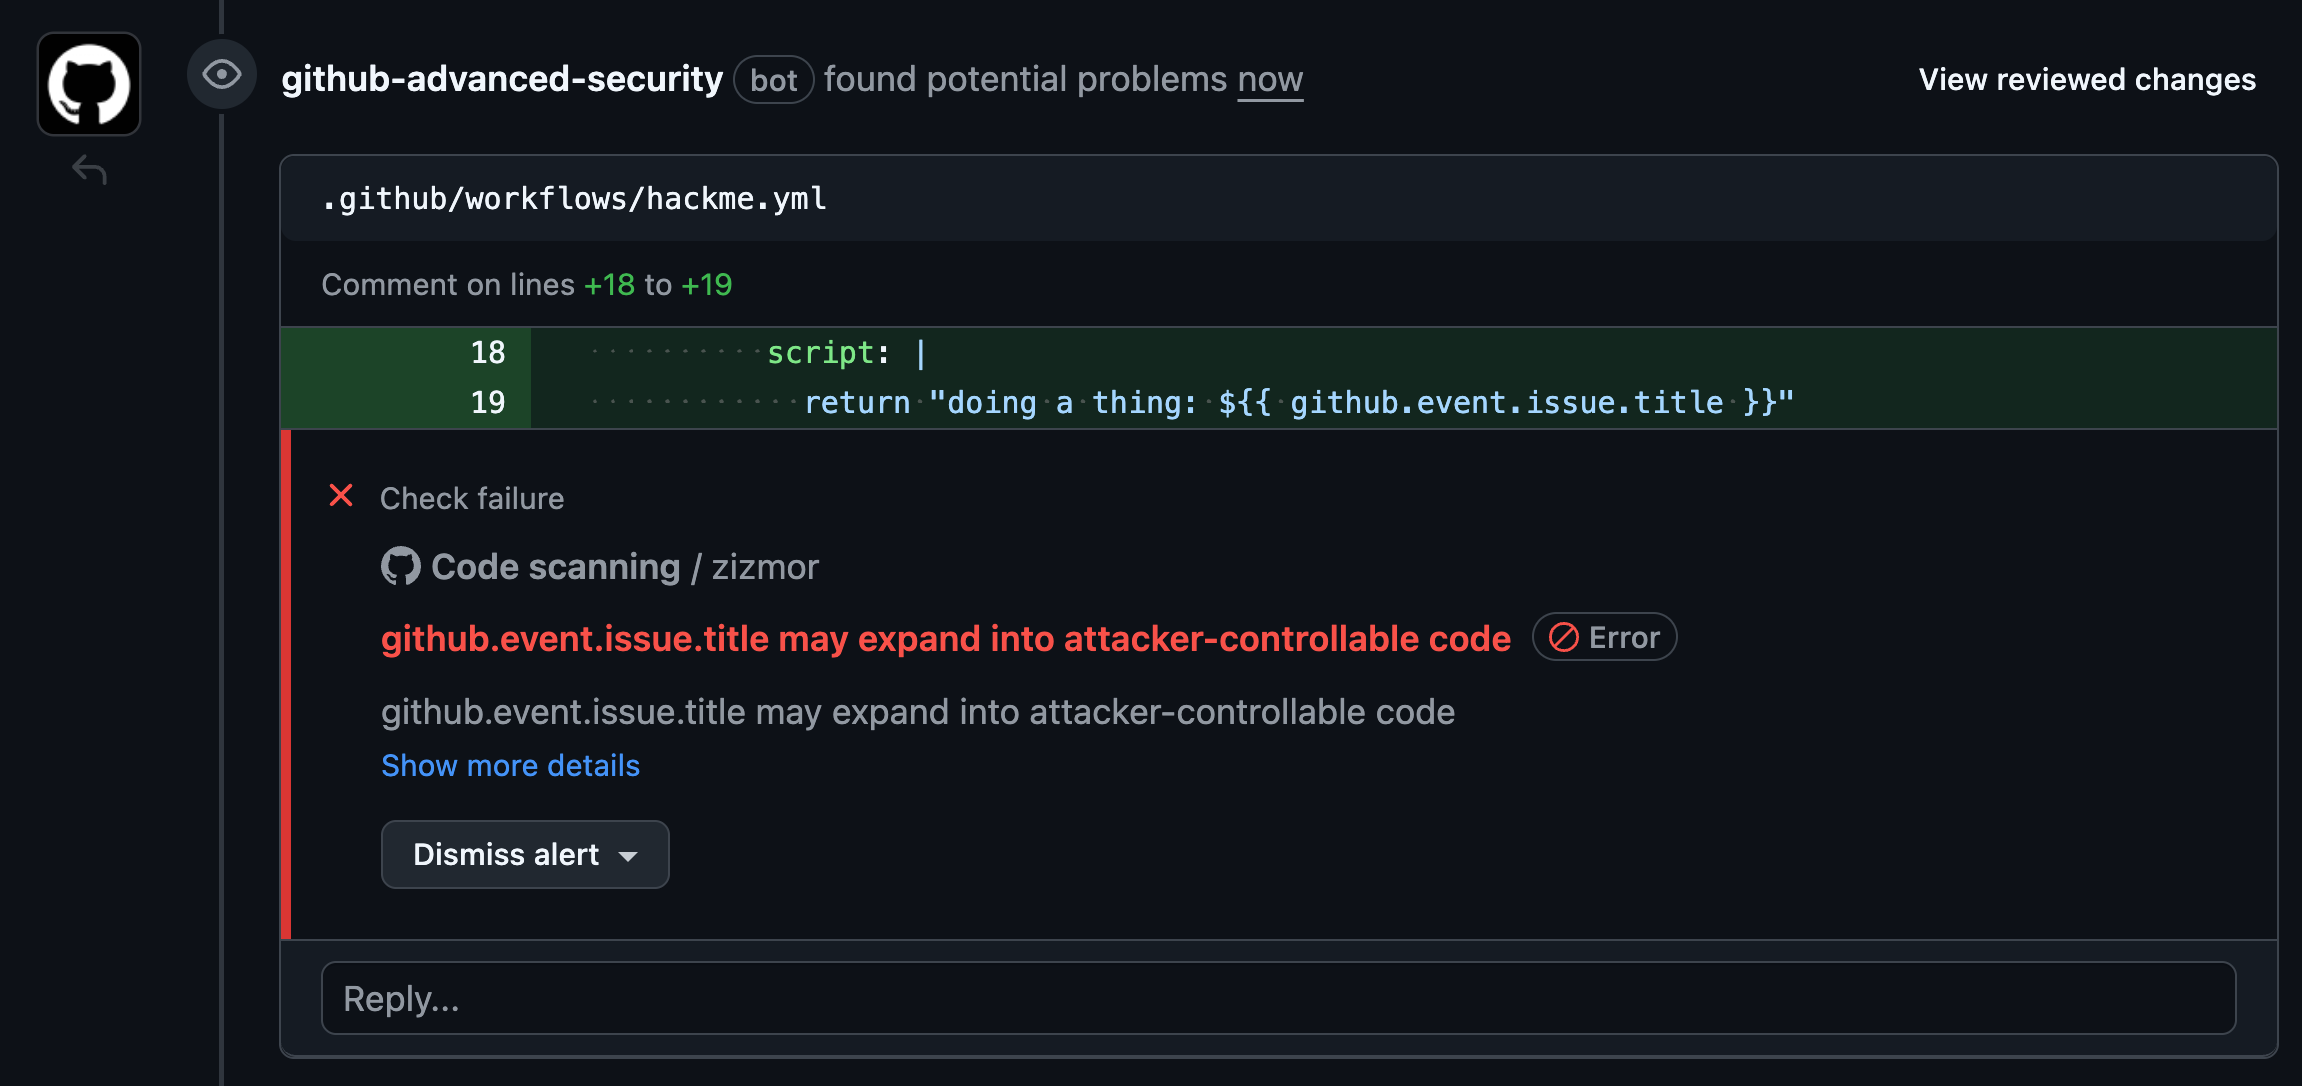 github-advanced-security bot found potential problems now View reviewed changes
.github/workflows/hackme.yml
Comment on lines +18 to +19
18 script: |
19 return "doing a thing: ${{ github.event.issue.title }}"
Check failure
Code scanning / zizmor
github.event.issue.title may expand into attacker-controllable code Error
github.event.issue.title may expand into attacker-controllable code
Show more details
Dismiss alert
Reply...